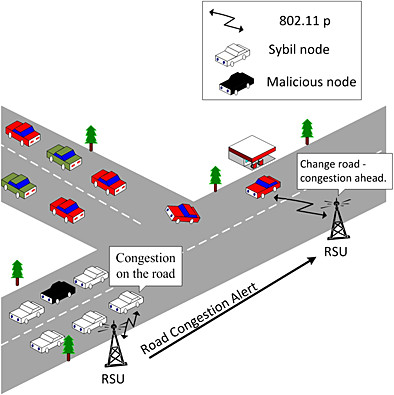 802.11 p
Sybil node
Malicious node
Change road -
congestion ahead.
RSU
Congestion
on the road
Road Congestion Alert
RSU